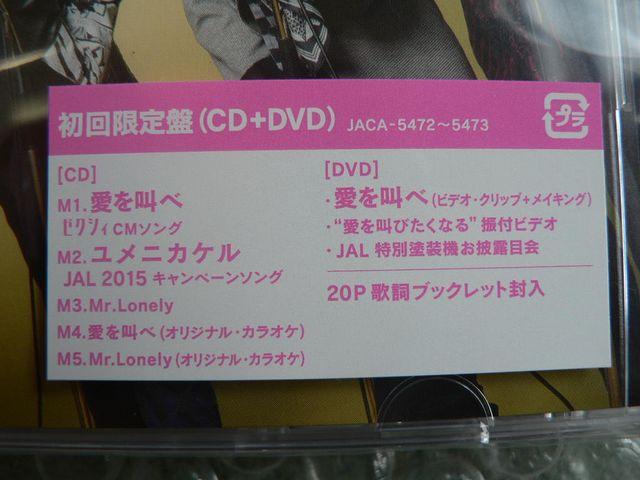 初回限定盤(CD+DVD) JACA-5472～5473
プラ
[CD]
M1.愛を叫べ
ゼクシィCMソング
M2.ユメニカケル
JAL 2015 キャンペーンソング
M3.Mr.Lonely
M4.愛を叫べ(オリジナル・カラオケ)
M5.Mr.Lonely(オリジナル・カラオケ)
[DVD]
・愛を叫べ(ビデオ・クリップ+メイキング)
・“愛を叫びたくなる” 振付ビデオ
・JAL 特別塗装機お披露目会
20P 歌詞ブックレット封入